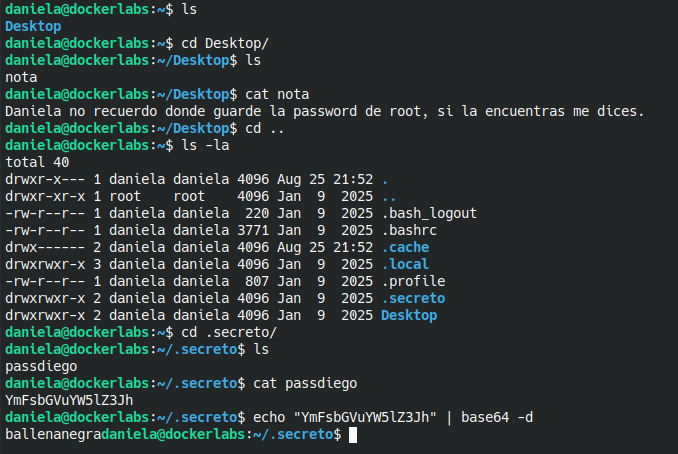 daniela@dockerlabs:~$ ls
Desktop
daniela@dockerlabs:~$ cd Desktop/
daniela@dockerlabs:~/Desktop$ ls
nota
daniela@dockerlabs:~/Desktop$ cat nota
Daniela no recuerdo donde guarde la password de root, si la encuentras me dices.
daniela@dockerlabs:~/Desktop$ cd ..
daniela@dockerlabs:~$ ls -la
total 40
drwxr-x--- 1 daniela daniela 4096 Aug 25 21:52 .
drwxr-xr-x 1 root    root    4096 Jan  9  2025 ..
-rw-r--r-- 1 daniela daniela  220 Jan  9  2025 .bash_logout
-rw-r--r-- 1 daniela daniela 3771 Jan  9  2025 .bashrc
drwx------ 2 daniela daniela 4096 Aug 25 21:52 .cache
drwxrwxr-x 3 daniela daniela 4096 Jan  9  2025 .local
-rw-r--r-- 1 daniela daniela  807 Jan  9  2025 .profile
drwxrwxr-x 2 daniela daniela 4096 Jan  9  2025 .secreto
drwxrwxr-x 2 daniela daniela 4096 Jan  9  2025 Desktop
daniela@dockerlabs:~$ cd .secreto/
daniela@dockerlabs:~/.secreto$ ls
passdiego
daniela@dockerlabs:~/.secreto$ cat passdiego
YmFsbGVuYW5lZ3Jh
daniela@dockerlabs:~/.secreto$ echo "YmFsbGVuYW5lZ3Jh" | base64 -d
ballenanegradaniela@dockerlabs:~/.secreto$